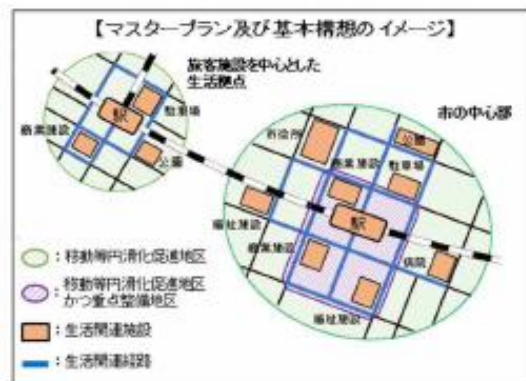 【マスタープラン及び基本構想のイメージ】
旅客施設を中心とした
生活拠点
駅
駐車場
商業施設
公園
市の中心部
市役所
公園
商業施設
駐車場
福祉施設
駅
商業施設
病院
福祉施設
：移動等円滑化促進地区
：移動等円滑化促進地区
かつ重点整備地区
：生活関連施設
：生活関連経路